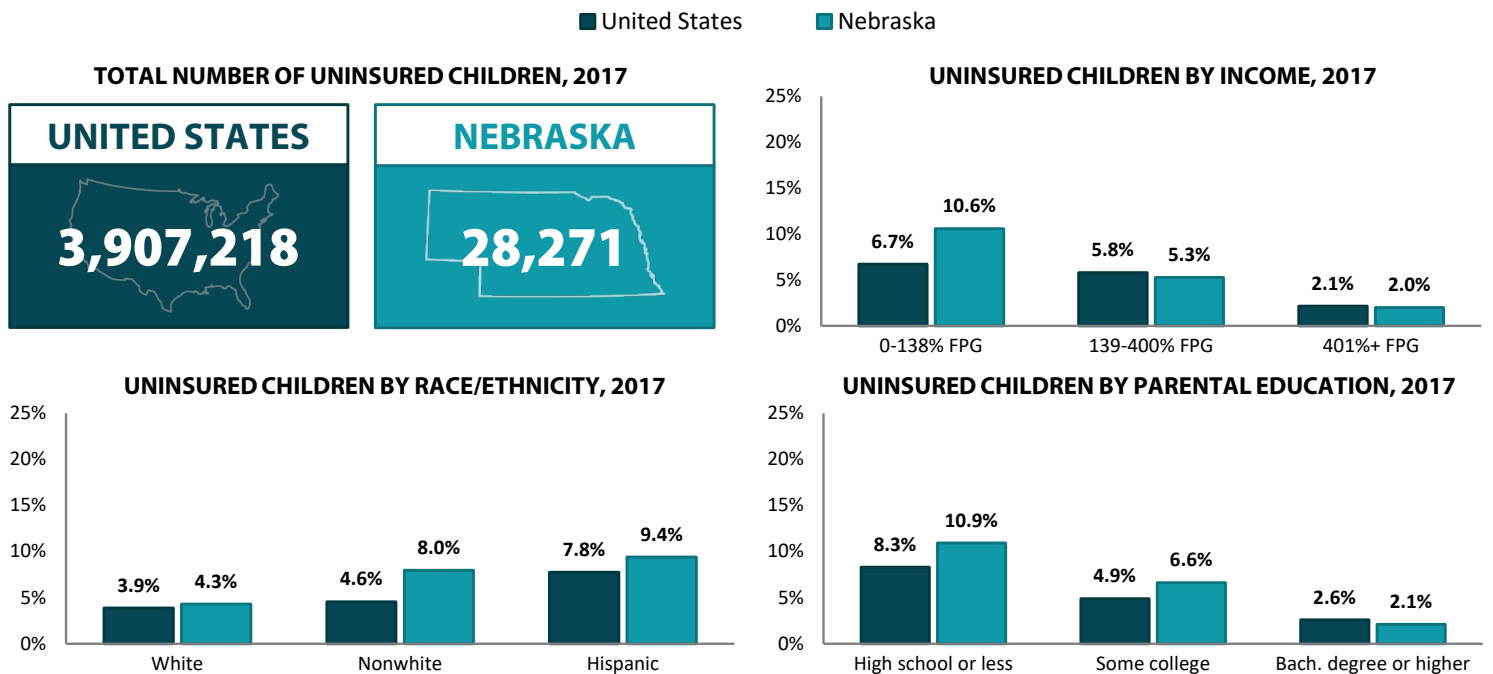 United States
Nebraska
TOTAL NUMBER OF UNINSURED CHILDREN, 2017
UNITED STATES
3,907,218
NEBRASKA
28,271
UNINSURED CHILDREN BY INCOME, 2017
25%
20%
15%
10%
5%
0%
6.7%
10.6%
5.8%
5.3%
2.1%
2.0%
0-138% FPG
139-400% FPG
401%+ FPG
UNINSURED CHILDREN BY RACE/ETHNICITY, 2017
25%
20%
15%
10%
5%
0%
3.9%
4.3%
4.6%
8.0%
7.8%
9.4%
White
Nonwhite
Hispanic
UNINSURED CHILDREN BY PARENTAL EDUCATION, 2017
25%
20%
15%
10%
5%
0%
8.3%
10.9%
4.9%
6.6%
2.6%
2.1%
High school or less
Some college
Bach. degree or higher